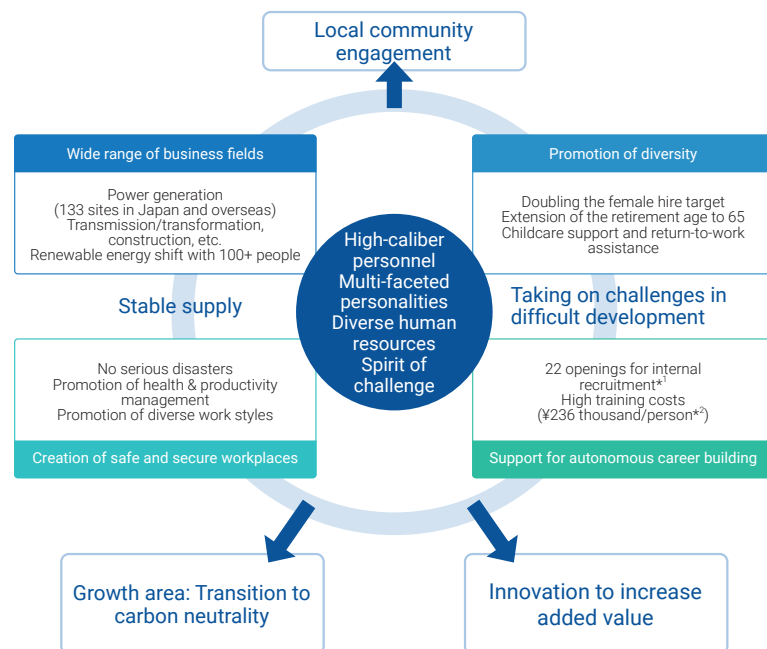 Local community
engagement
Wide range of business fields
Power generation
(133 sites in Japan and overseas)
Transmission/transformation,
construction, etc.
Renewable energy shift with 100+ people
Promotion of diversity
Doubling the female hire target
Extension of the retirement age to 65
Childcare support and return-to-work
assistance
High-caliber
personnel
Multi-faceted
personalities
Diverse human
resources
Spirit of
challenge
Stable supply
Taking on challenges in
difficult development
No serious disasters
Promotion of health & productivity
management
Promotion of diverse work styles
Creation of safe and secure workplaces
22 openings for internal
recruitment*1
High training costs
(¥236 thousand/person*2)
Support for autonomous career building
Growth area: Transition to
carbon neutrality
Innovation to increase
added value